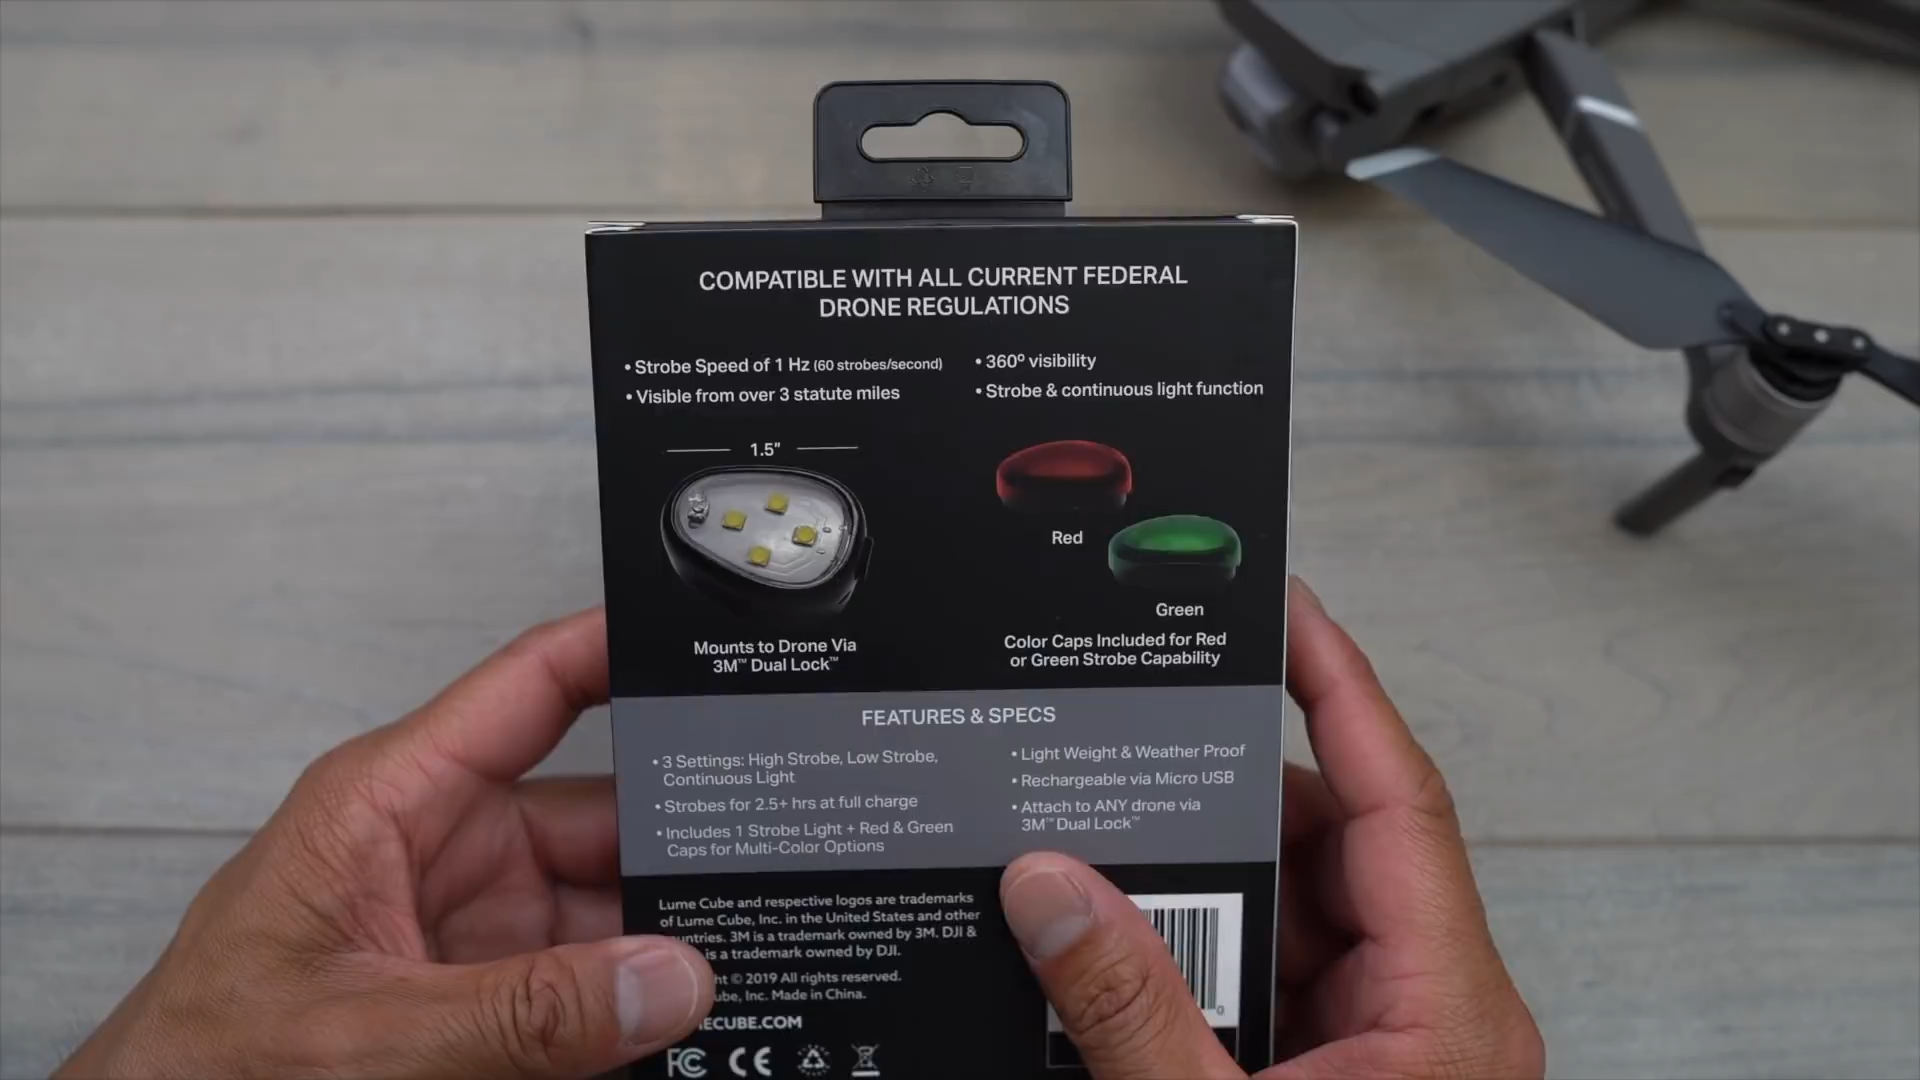 COMPATIBLE WITH ALL CURRENT FEDERAL
DRONE REGULATIONS
• Strobe Speed of 1 Hz (60 strobes/second)
• Visible from over 3 statute miles
• 360º visibility
• Strobe & continuous light function
1.5"
Mounts to Drone Via
3M™ Dual Lock™
Red
Green
Color Caps Included for Red
or Green Strobe Capability
FEATURES & SPECS
• 3 Settings: High Strobe, Low Strobe,
Continuous Light
• Strobes for 2.5+ hrs at full charge
• Includes 1 Strobe Light + Red & Green
Caps for Multi-Color Options
• Light Weight & Weather Proof
• Rechargeable via Micro USB
• Attach to ANY drone via
3M™ Dual Lock™
Lume Cube and respective logos are trademarks
of Lume Cube, Inc. in the United States and other
3M is a trademark owned by 3M. DJI &
is a trademark owned by DJI.
© 2019 All rights reserved.
Inc. Made in China.
ECUBE.COM
FC CE
0